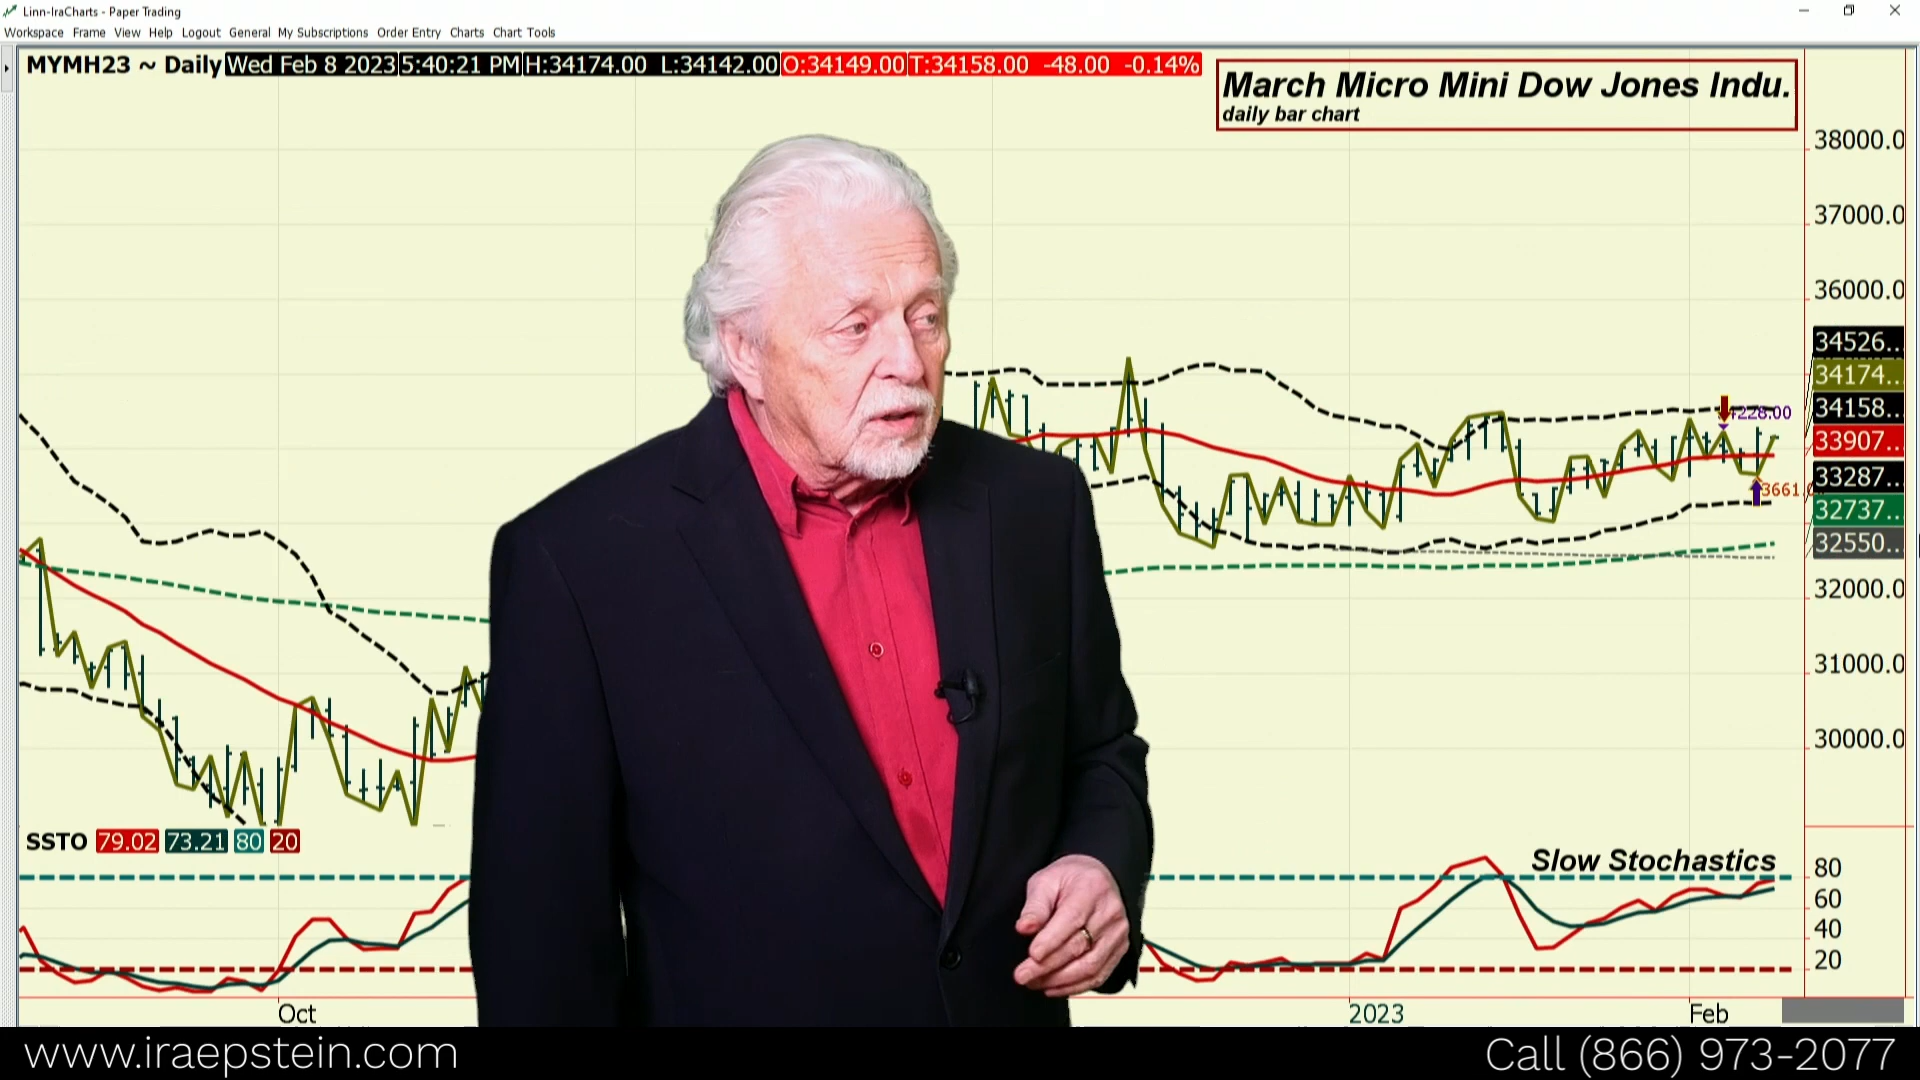 Linn-IraCharts - Paper Trading
Workspace Frame View Help Logout General My Subscriptions Order Entry Charts Chart Tools
MYMH23 ~ Daily Wed Feb 8 2023 5:40:21 PM H:34174.00 L:34142.00 O:34149.00 T:34158.00 -48.00 -0.14%
March Micro Mini Dow Jones Indu.
daily bar chart
38000.0
37000.0
36000.0
34526..
34174..
34158..
33907..
33287..
32737..
32550..
32000.0
31000.0
30000.0
SSTO 79.02 73.21 80 20
Slow Stochastics
80
60
40
20
Oct 2023 Feb
www.iraepstein.com Call (866) 973-2077